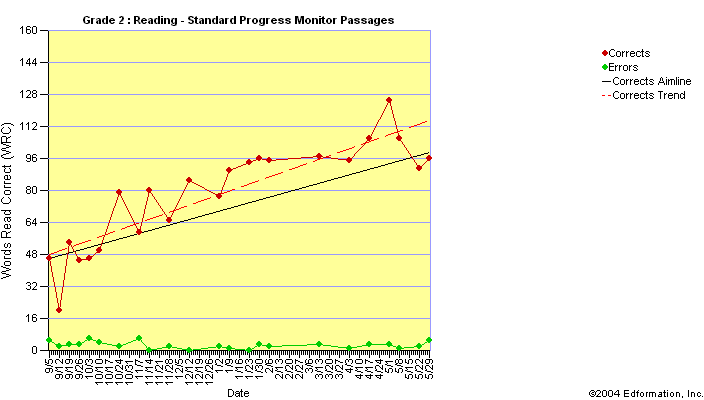 Grade 2 : Reading - Standard Progress Monitor Passages
Words Read Correct (WRC)
160
144
128
112
96
80
64
48
32
16
0
9/5 9/12 9/19 9/26 10/3 10/10 10/17 10/24 10/31 11/7 11/14 11/21 11/28 12/5 12/12 12/19 12/26 1/2 1/9 1/15 1/23 1/30 2/6 2/13 2/20 2/27 3/6 3/13 3/20 3/27 4/3 4/10 4/17 4/24 5/1 5/8 5/15 5/22 5/29
Date
Corrects
Errors
Corrects Aimline
Corrects Trend
©2004 Edformation, Inc.